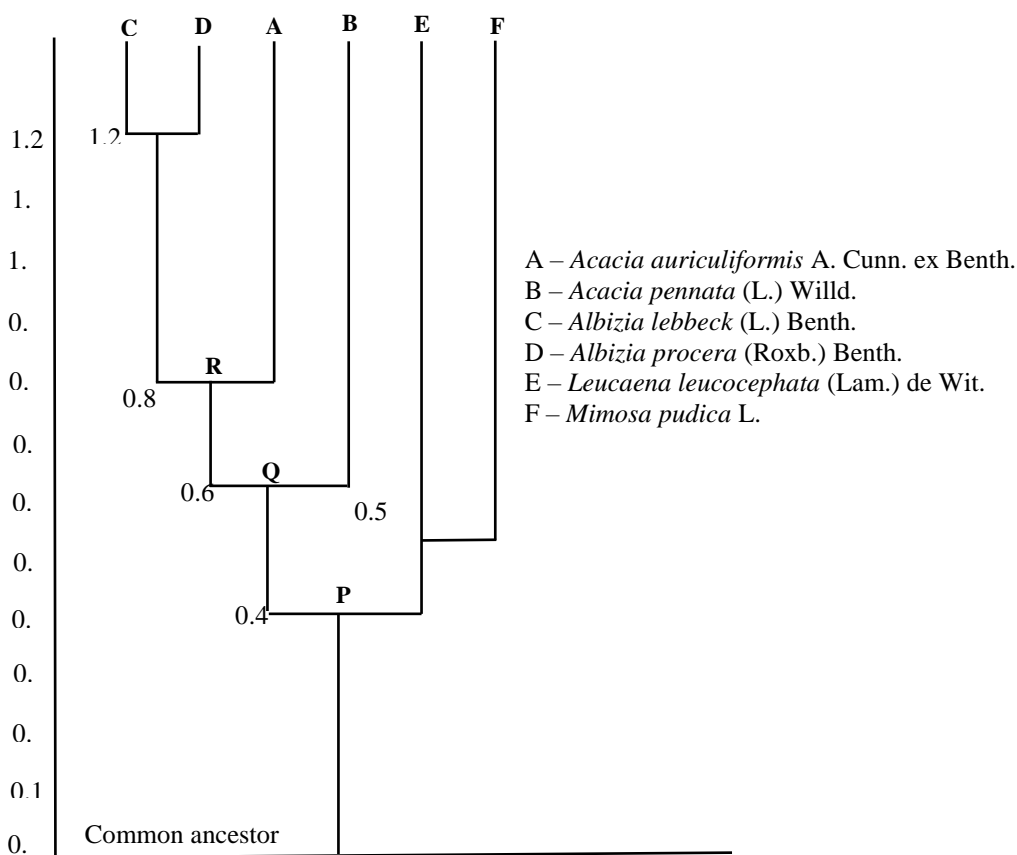 C D A B E F
1.2 1.2
1.
1.
A – Acacia auriculiformis A. Cunn. ex Benth.
B – Acacia pennata (L.) Willd.
0.
C – Albizia lebbeck (L.) Benth.
D – Albizia procera (Roxb.) Benth.
R
0.
E – Leucaena leucocephata (Lam.) de Wit.
0.8
F – Mimosa pudica L.
0.
Q
0.6
0. 0.5
0.
P
0. 0.4
0.
0.
0.1
Common ancestor
0.